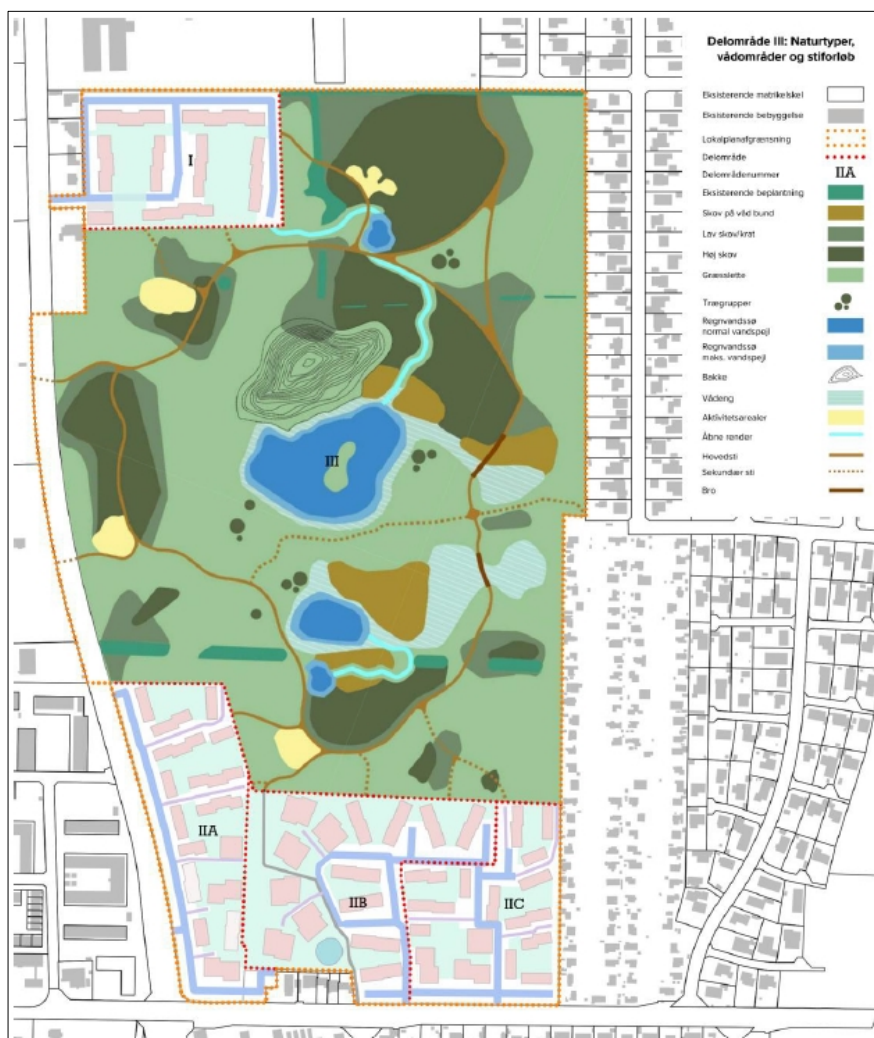 Delområde III: Naturtyper,
vådområder og stiforløb
Eksisterende matrikelskel
Eksisterende bebyggelse
Lokalplanafgrænsning
Delområde
Delområdenummer IIA
Eksisterende beplantning
Skov på våd bund
Lav skov/krat
Høj skov
Græsslette
Trægrupper
Regnvandssø
normal vandspejl
Regnvandssø
maks. vandspejl
Bakke
Vådeng
Aktivitetsarealer
Åbne render
Hovedsti
Sekundær sti
Bro
I
III
IIA
IIB
IIC